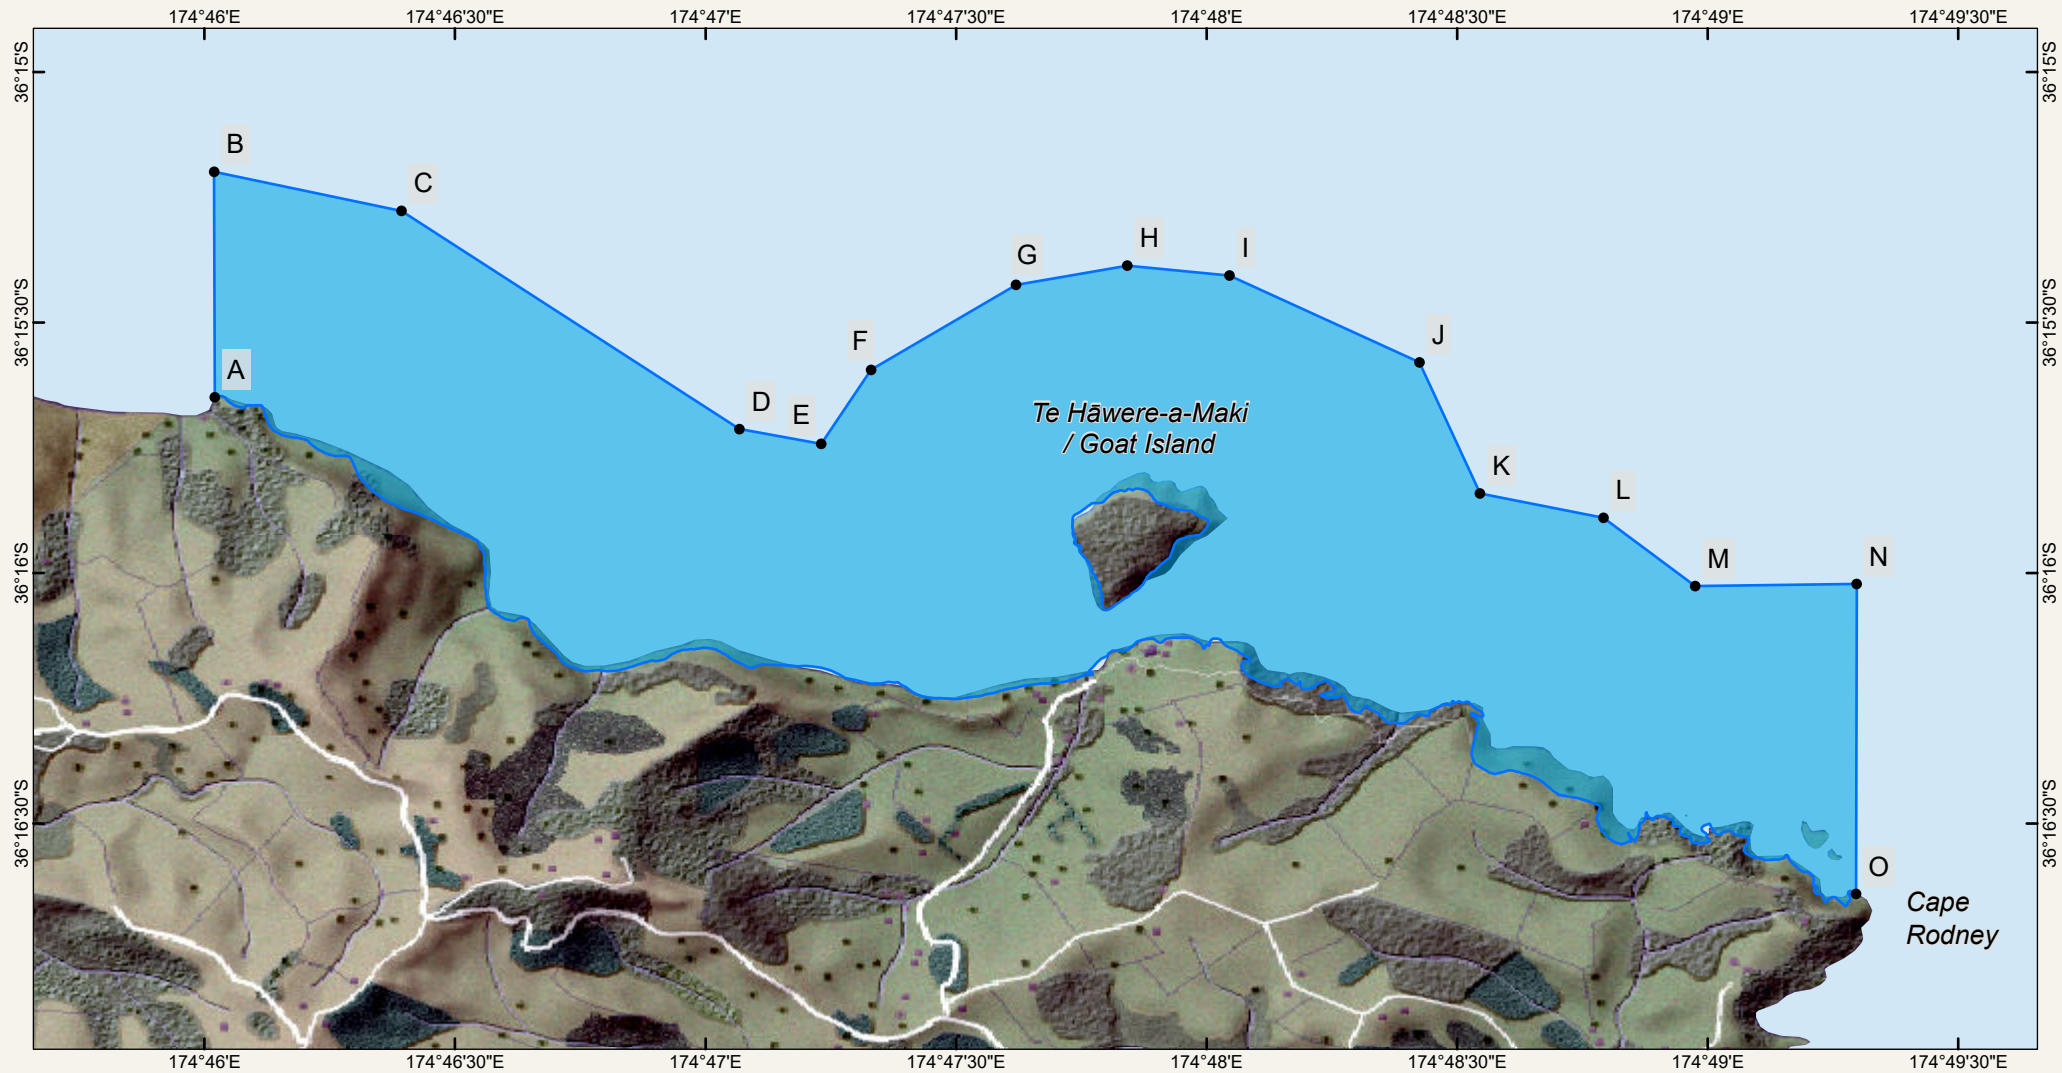 174°46'E 174°46'30"E 174°47'E 174°47'30"E 174°48'E 174°48'30"E 174°49'E 174°49'30"E
36°15'S 36°15'S
B
C
H
I
G
36°15'30"S 36°15'30"S
J
F
A
D E
Te Hāwere-a-Maki
/ Goat Island
K
L
M N
36°16'S 36°16'S
36°16'30"S 36°16'30"S
O
Cape
Rodney
174°46'E 174°46'30"E 174°47'E 174°47'30"E 174°48'E 174°48'30"E 174°49'E 174°49'30"E